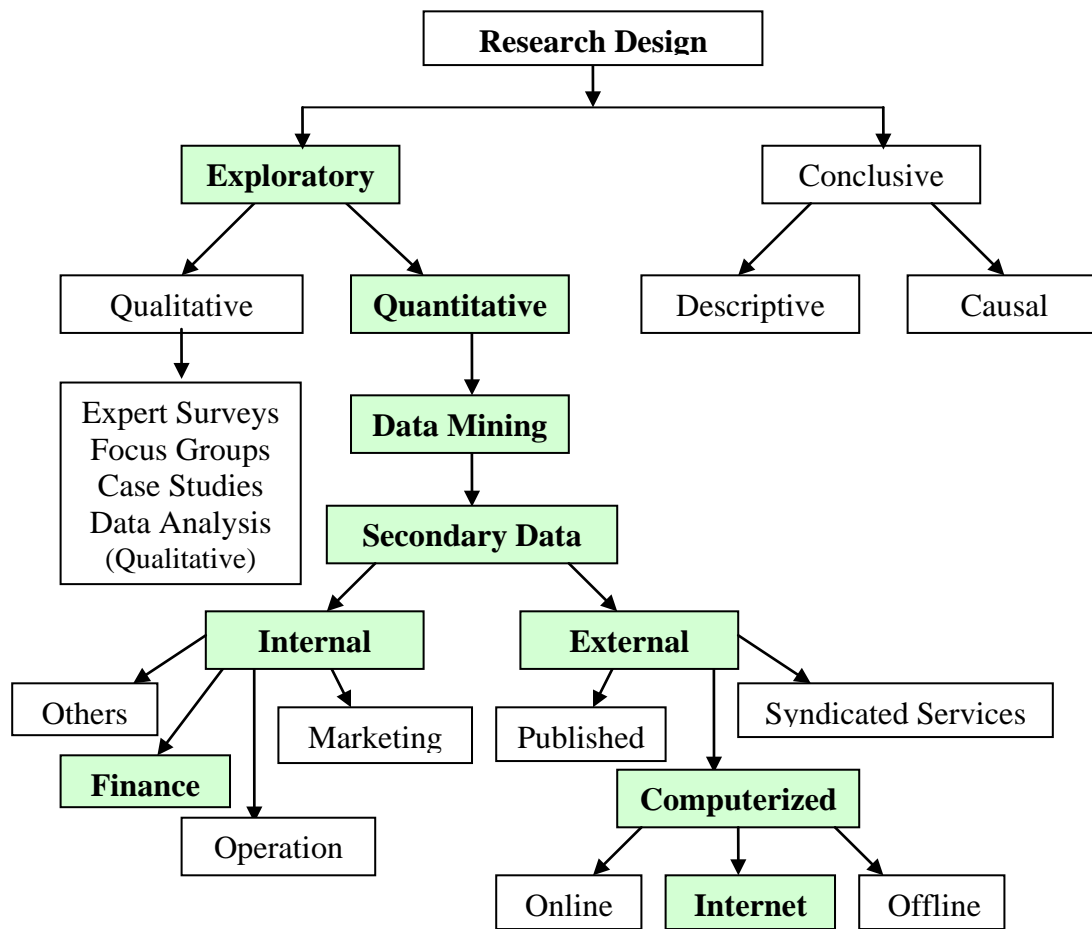 Research Design
Exploratory
Conclusive
Qualitative
Quantitative
Descriptive
Causal
Expert Surveys
Focus Groups
Case Studies
Data Analysis
(Qualitative)
Data Mining
Secondary Data
Internal
External
Others
Marketing
Published
Syndicated Services
Finance
Computerized
Operation
Online
Internet
Offline